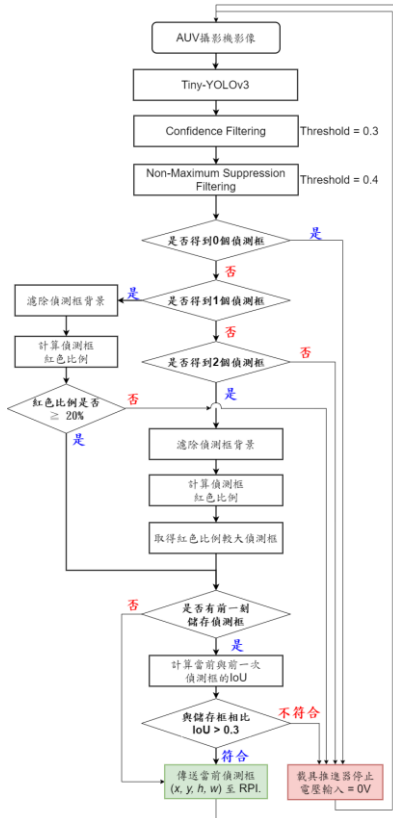 AUV攝影機影像
Tiny-YOLOv3
Confidence Filtering
Threshold = 0.3
Non-Maximum Suppression
Filtering
Threshold = 0.4
是否得到0個偵測框
是
否
是否得到1個偵測框
是
濾除偵測框背景
否
計算偵測框
紅色比例
是否得到2個偵測框
否
是
紅色比例是否
≥ 20%
否
是
濾除偵測框背景
計算偵測框
紅色比例
取得紅色比例較大偵測框
是否有前一刻
儲存偵測框
否
是
計算當前與前一次
偵測框的IoU
與儲存框相比
IoU > 0.3
不符合
符合
傳送當前偵測框
(x, y, h, w) 至 RPI.
載具推進器停止
電壓輸入 = 0V